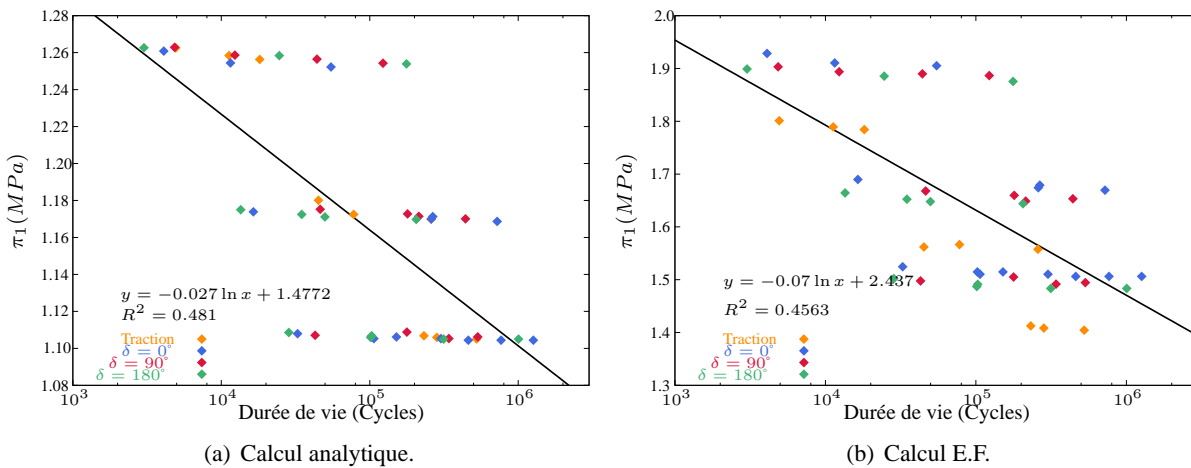 1.28
1.26
1.24
1.22
1.20
1.18
1.16
1.14
1.12
1.10
1.08
π₁(MPa)
y = −0.027 ln x + 1.4772
R² = 0.481
Traction
δ = 0°
δ = 90°
δ = 180°
10³ 10⁴ 10⁵ 10⁶
Durée de vie (Cycles)
(a) Calcul analytique.
2.0
1.9
1.8
1.7
1.6
1.5
1.4
1.3
π₁(MPa)
y = −0.07 ln x + 2.437
R² = 0.4563
Traction
δ = 0°
δ = 90°
δ = 180°
10³ 10⁴ 10⁵ 10⁶
Durée de vie (Cycles)
(b) Calcul E.F.